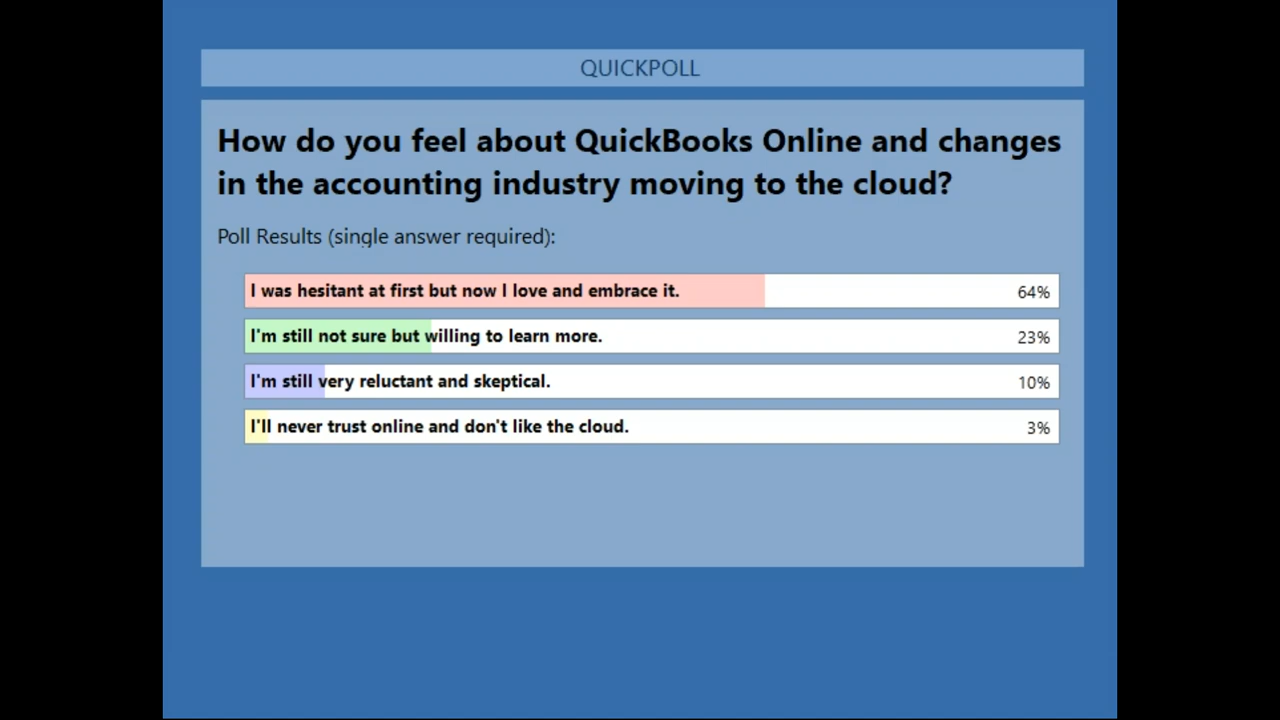 QUICKPOLL
How do you feel about QuickBooks Online and changes
in the accounting industry moving to the cloud?
Poll Results (single answer required):
I was hesitant at first but now I love and embrace it. 64%
I'm still not sure but willing to learn more. 23%
I'm still very reluctant and skeptical. 10%
I'll never trust online and don't like the cloud. 3%